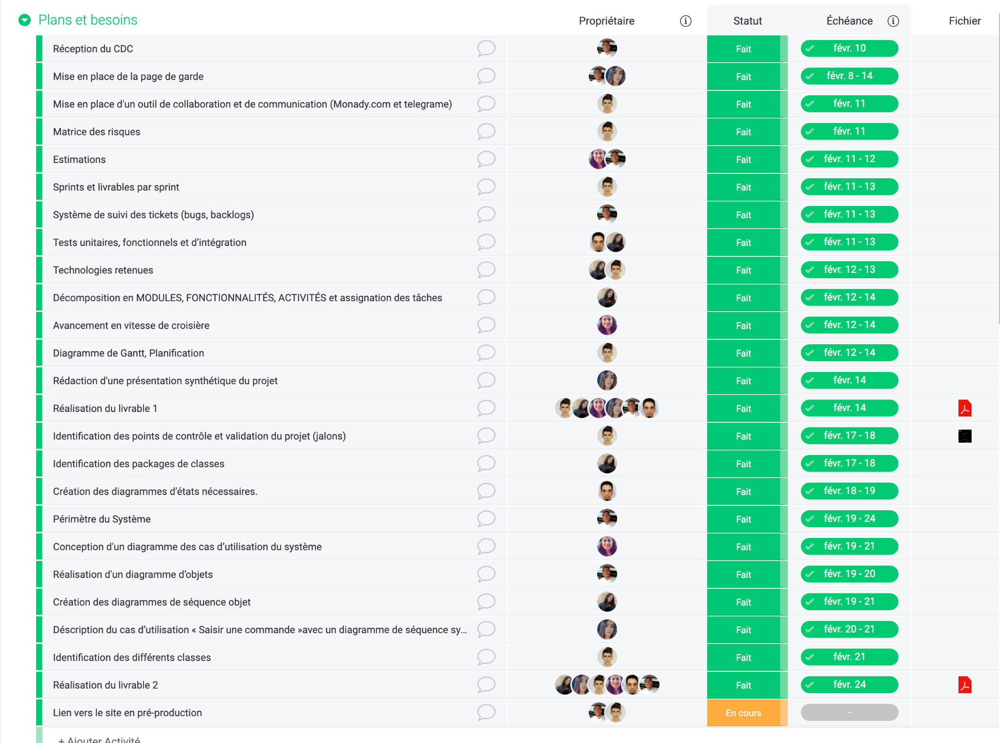 Plans et besoins Propriétaire Statut Échéance Fichier
Réception du CDC Fait févr. 10
Mise en place de la page de garde Fait févr. 8 - 14
Mise en place d'un outil de collaboration et de communication (Monady.com et telegrame) Fait févr. 11
Matrice des risques Fait févr. 11
Estimations Fait févr. 11 - 12
Sprints et livrables par sprint Fait févr. 11 - 13
Système de suivi des tickets (bugs, backlogs) Fait févr. 11 - 13
Tests unitaires, fonctionnels et d’intégration Fait févr. 11 - 13
Technologies retenues Fait févr. 12 - 13
Décomposition en MODULES, FONCTIONNALITÉS, ACTIVITÉS et assignation des tâches Fait févr. 12 - 14
Avancement en vitesse de croisière Fait févr. 12 - 14
Diagramme de Gantt, Planification Fait févr. 12 - 14
Rédaction d'une présentation synthétique du projet Fait févr. 14
Réalisation du livrable 1 Fait févr. 14
Identification des points de contrôle et validation du projet (jalons) Fait févr. 17 - 18
Identification des packages de classes Fait févr. 17 - 18
Création des diagrammes d’états nécessaires. Fait févr. 18 - 19
Périmètre du Système Fait févr. 19 - 24
Conception d'un diagramme des cas d’utilisation du système Fait févr. 19 - 21
Réalisation d'un diagramme d’objets Fait févr. 19 - 20
Création des diagrammes de séquence objet Fait févr. 19 - 21
Déscription du cas d’utilisation « Saisir une commande »avec un diagramme de séquence sy... Fait févr. 20 - 21
Identification des différents classes Fait févr. 21
Réalisation du livrable 2 Fait févr. 24
Lien vers le site en pré-production En cours -
+ Ajouter Activité